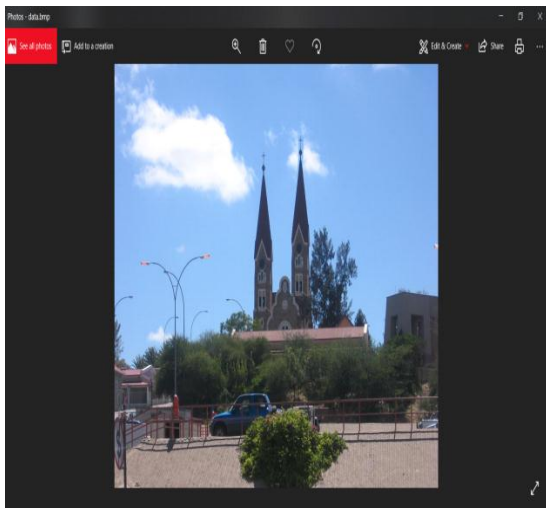 Photos - data.bmp
See all photos
Add to a creation
Edit & Create
Share